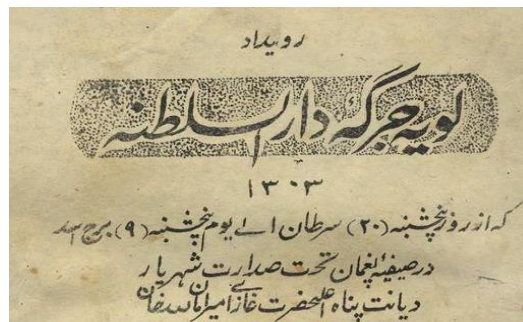 رویداد
لویه جرگهٔ دار السلطنه
۱۳۰۳
که از روز پنجشنبه (۲۰) سرطان الی یوم پنجشنبه (۹) برج اسد
در صیفیهٔ پغمان تحت صدارت شهریار
دیانت پناه اعلیحضرت غازی امیر امان الله خان